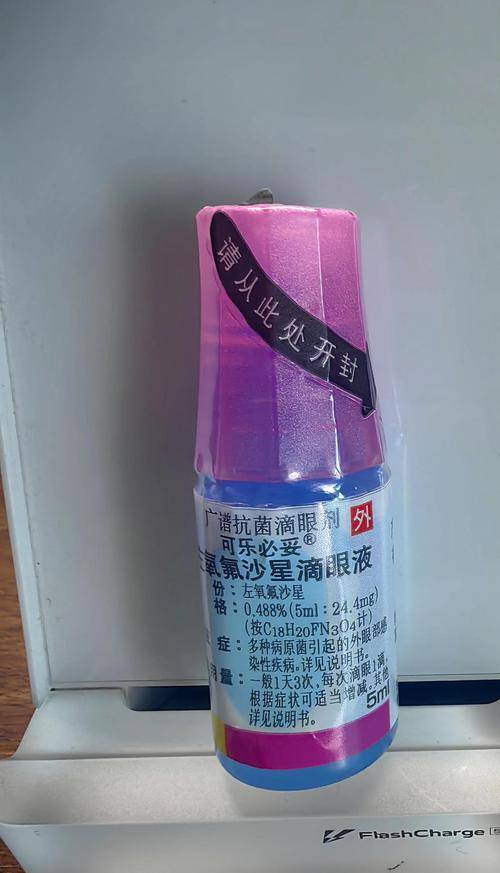 请从此处开封
广谱抗菌滴眼剂 外
可乐必妥®
左氧氟沙星滴眼液
份：左氧氟沙星
格：0.488%(5ml：24.4mg)
(按C18H20FN3O4计)
症：多种病原菌引起的外眼部感
染性疾病。详见说明书。
用量：一般1天3次，每次滴眼1滴，
根据症状可适当增减。其他
详见说明书。
5ml
FlashCharge